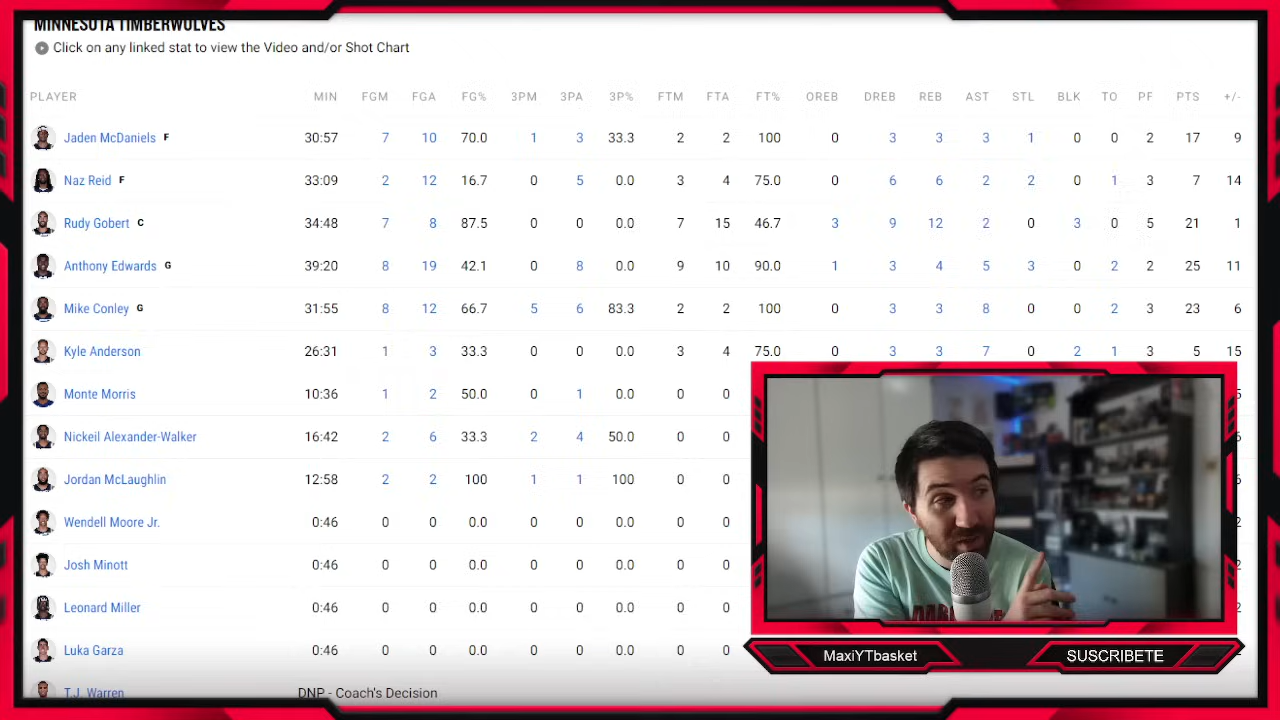 MINNESOTA TIMBERWOLVES
Click on any linked stat to view the Video and/or Shot Chart
PLAYER MIN FGM FGA FG% 3PM 3PA 3P% FTM FTA FT% OREB DREB REB AST STL BLK TO PF PTS +/-
Jaden McDaniels F 30:57 7 10 70.0 1 3 33.3 2 2 100 0 3 3 3 1 0 0 2 17 9
Naz Reid F 33:09 2 12 16.7 0 5 0.0 3 4 75.0 0 6 6 2 2 0 1 3 7 14
Rudy Gobert C 34:48 7 8 87.5 0 0 0.0 7 15 46.7 3 9 12 2 0 3 0 5 21 1
Anthony Edwards G 39:20 8 19 42.1 0 8 0.0 9 10 90.0 1 3 4 5 3 0 2 2 25 11
Mike Conley G 31:55 8 12 66.7 5 6 83.3 2 2 100 0 3 3 8 0 0 2 3 23 6
Kyle Anderson 26:31 1 3 33.3 0 0 0.0 3 4 75.0 0 3 3 7 0 2 1 3 5 15
Monte Morris 10:36 1 2 50.0 0 1 0.0 0 0
Nickeil Alexander-Walker 16:42 2 6 33.3 2 4 50.0 0 0
Jordan McLaughlin 12:58 2 2 100 1 1 100 0 0
Wendell Moore Jr. 0:46 0 0 0.0 0 0 0.0 0 0
Josh Minott 0:46 0 0 0.0 0 0 0.0 0 0
Leonard Miller 0:46 0 0 0.0 0 0 0.0 0 0
Luka Garza 0:46 0 0 0.0 0 0 0.0 0 0
T.J. Warren DNP - Coach's Decision
MaxiYTbasket
SUSCRIBETE